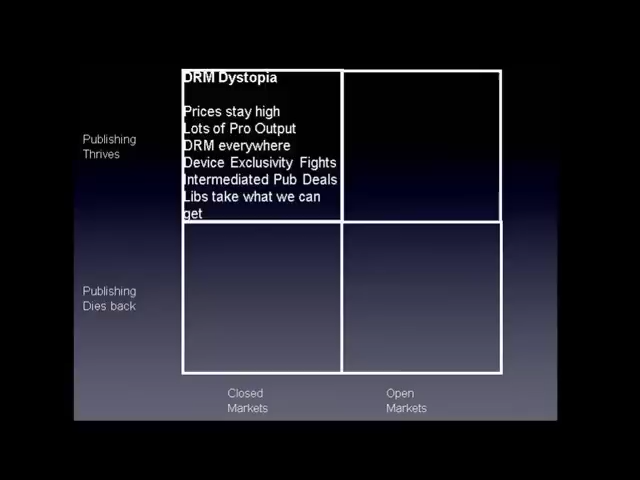 DRM Dystopia
Prices stay high
Lots of Pro Output
DRM everywhere
Device Exclusivity Fights
Intermediated Pub Deals
Libs take what we can
get
Publishing
Thrives
Publishing
Dies back
Closed
Markets
Open
Markets